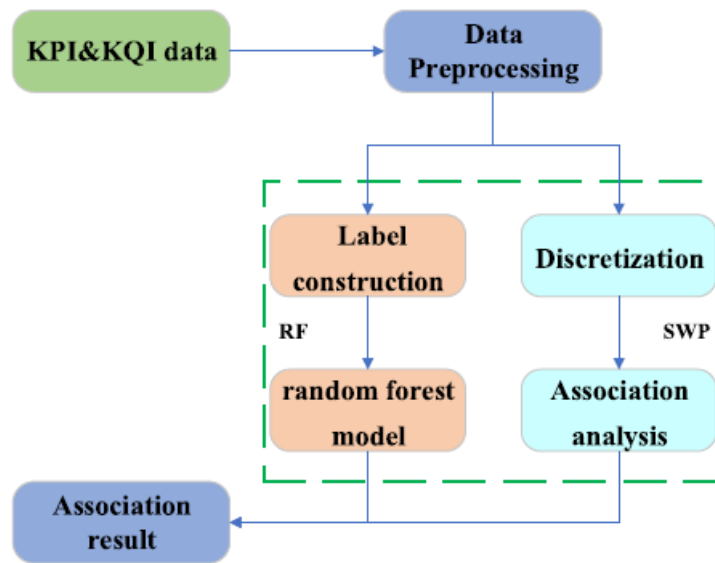 KPI&KQI data
Data
Preprocessing
Label
construction
Discretization
RF
SWP
random forest
model
Association
analysis
Association
result